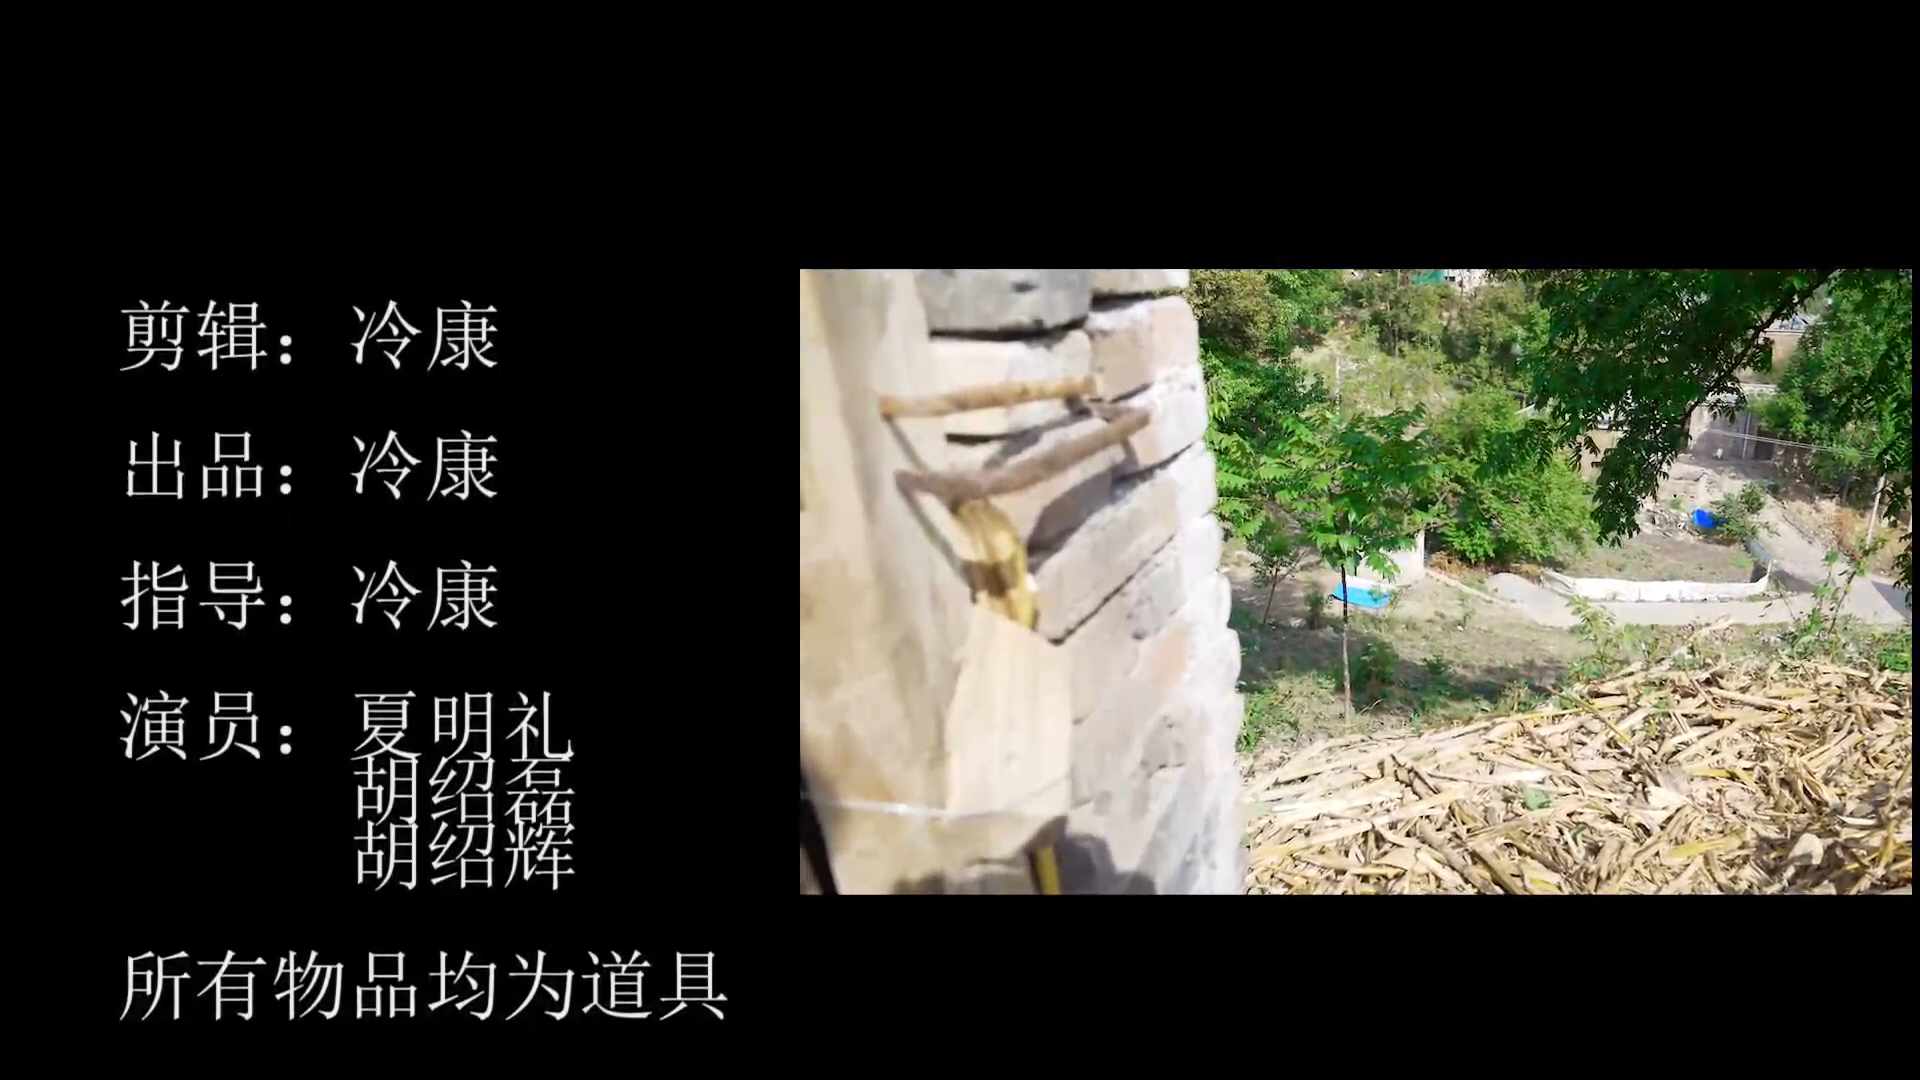 剪辑：冷康
出品：冷康
指导：冷康
演员：夏明礼
胡绍磊
胡绍辉
所有物品均为道具